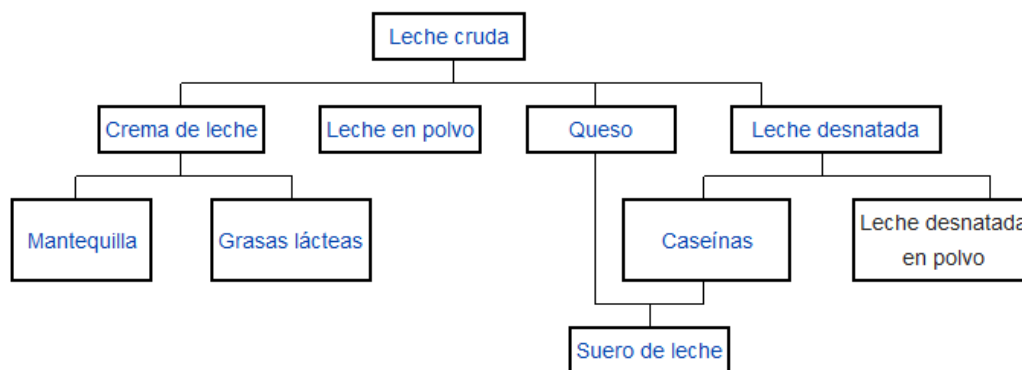 Leche cruda
Crema de leche
Leche en polvo
Queso
Leche desnatada
Mantequilla
Grasas lácteas
Caseínas
Leche desnatada
en polvo
Suero de leche